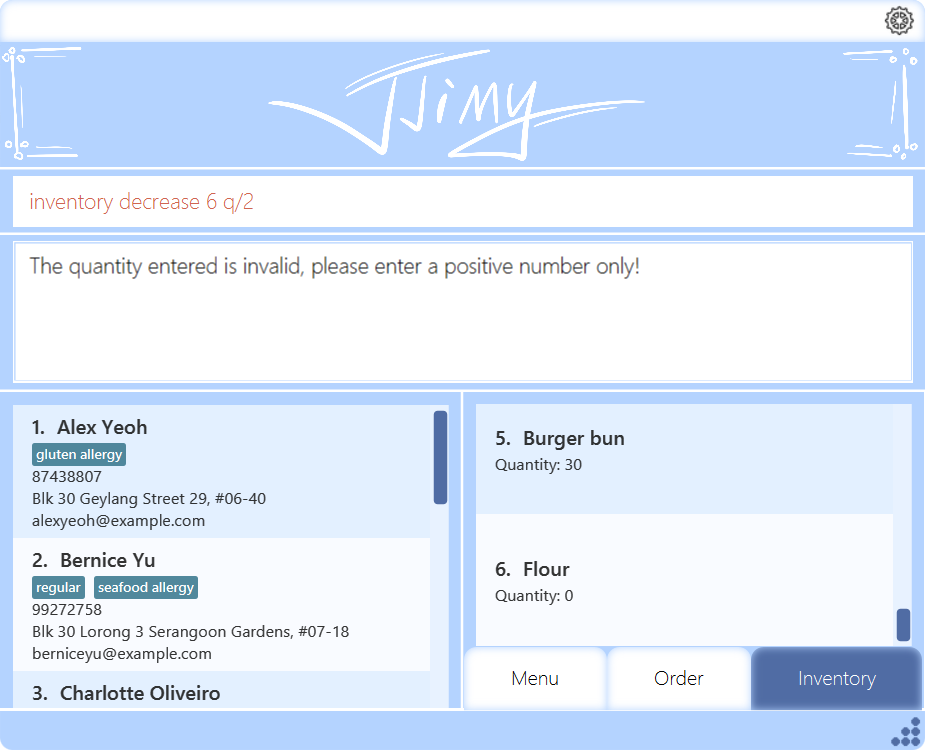 JJIMY
inventory decrease 6 q/2
The quantity entered is invalid, please enter a positive number only!
1. Alex Yeoh
gluten allergy
87438807
Blk 30 Geylang Street 29, #06-40
alexyeoh@example.com
2. Bernice Yu
regular seafood allergy
99272758
Blk 30 Lorong 3 Serangoon Gardens, #07-18
berniceyu@example.com
3. Charlotte Oliveiro
5. Burger bun
Quantity: 30
6. Flour
Quantity: 0
Menu Order Inventory